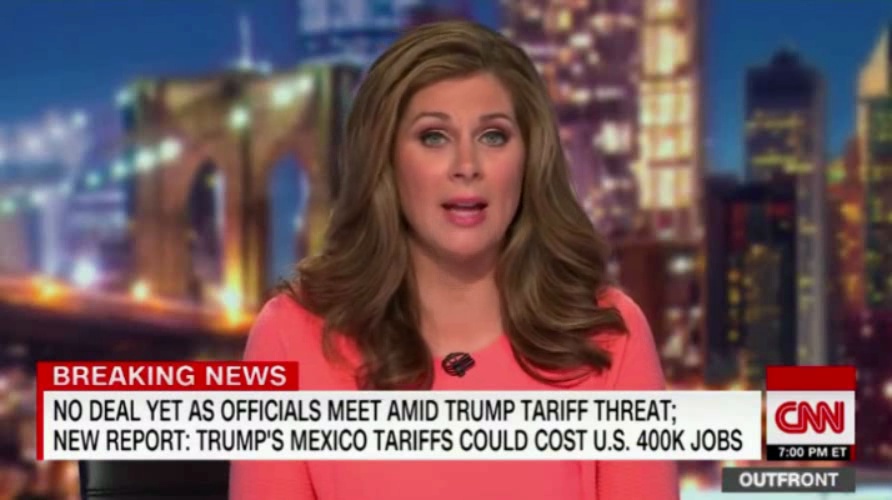 BREAKING NEWS
NO DEAL YET AS OFFICIALS MEET AMID TRUMP TARIFF THREAT;
NEW REPORT: TRUMP'S MEXICO TARIFFS COULD COST U.S. 400K JOBS
CNN
7:00 PM ET
OUTFRONT